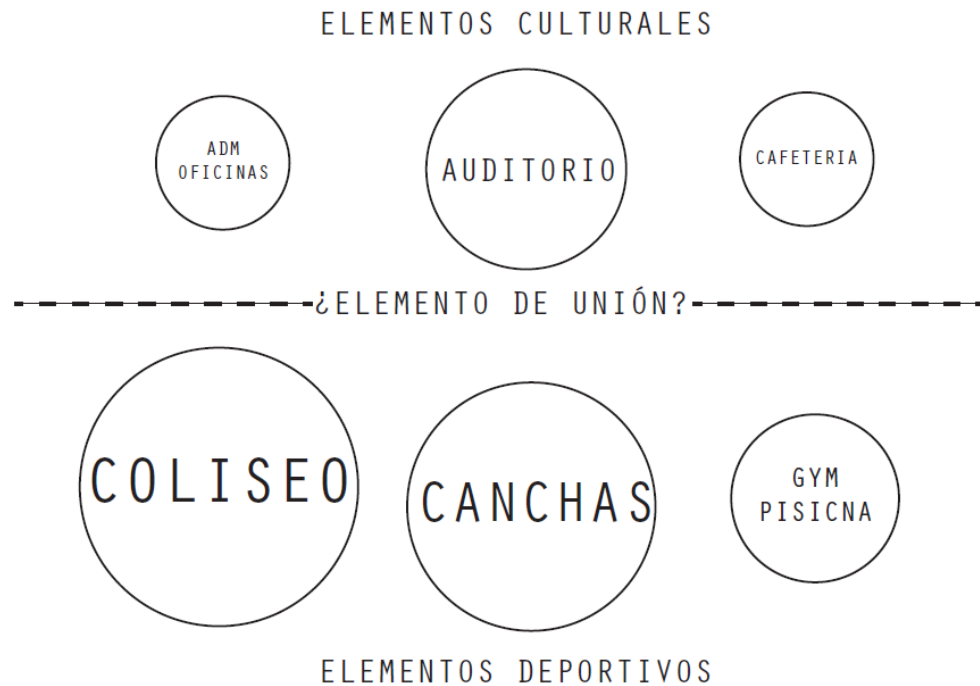 ELEMENTOS CULTURALES
ADM
OFICINAS
AUDITORIO
CAFETERIA
¿ELEMENTO DE UNIÓN?
COLISEO
CANCHAS
GYM
PISICNA
ELEMENTOS DEPORTIVOS